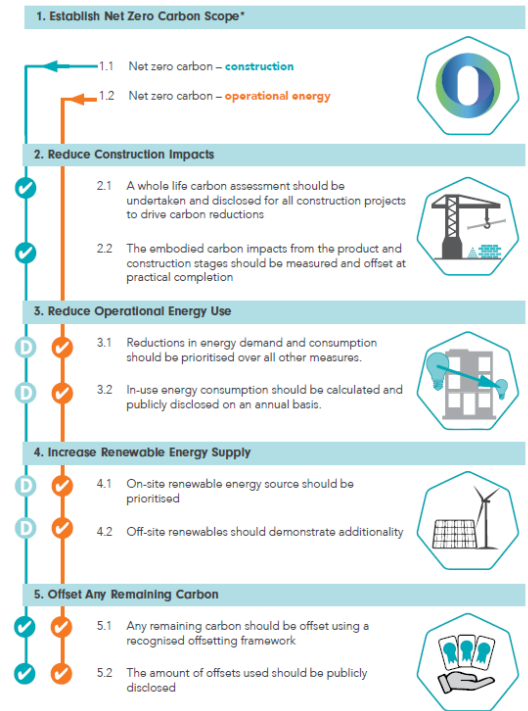 1. Establish Net Zero Carbon Scope*
1.1 Net zero carbon – construction
1.2 Net zero carbon – operational energy
2. Reduce Construction Impacts
2.1 A whole life carbon assessment should be
undertaken and disclosed for all construction projects
to drive carbon reductions
2.2 The embodied carbon impacts from the product and
construction stages should be measured and offset at
practical completion
3. Reduce Operational Energy Use
D 3.1 Reductions in energy demand and consumption
should be prioritised over all other measures.
D 3.2 In-use energy consumption should be calculated and
publicly disclosed on an annual basis.
4. Increase Renewable Energy Supply
D 4.1 On-site renewable energy source should be
prioritised
D 4.2 Off-site renewables should demonstrate additionality
5. Offset Any Remaining Carbon
5.1 Any remaining carbon should be offset using a
recognised offsetting framework
5.2 The amount of offsets used should be publicly
disclosed